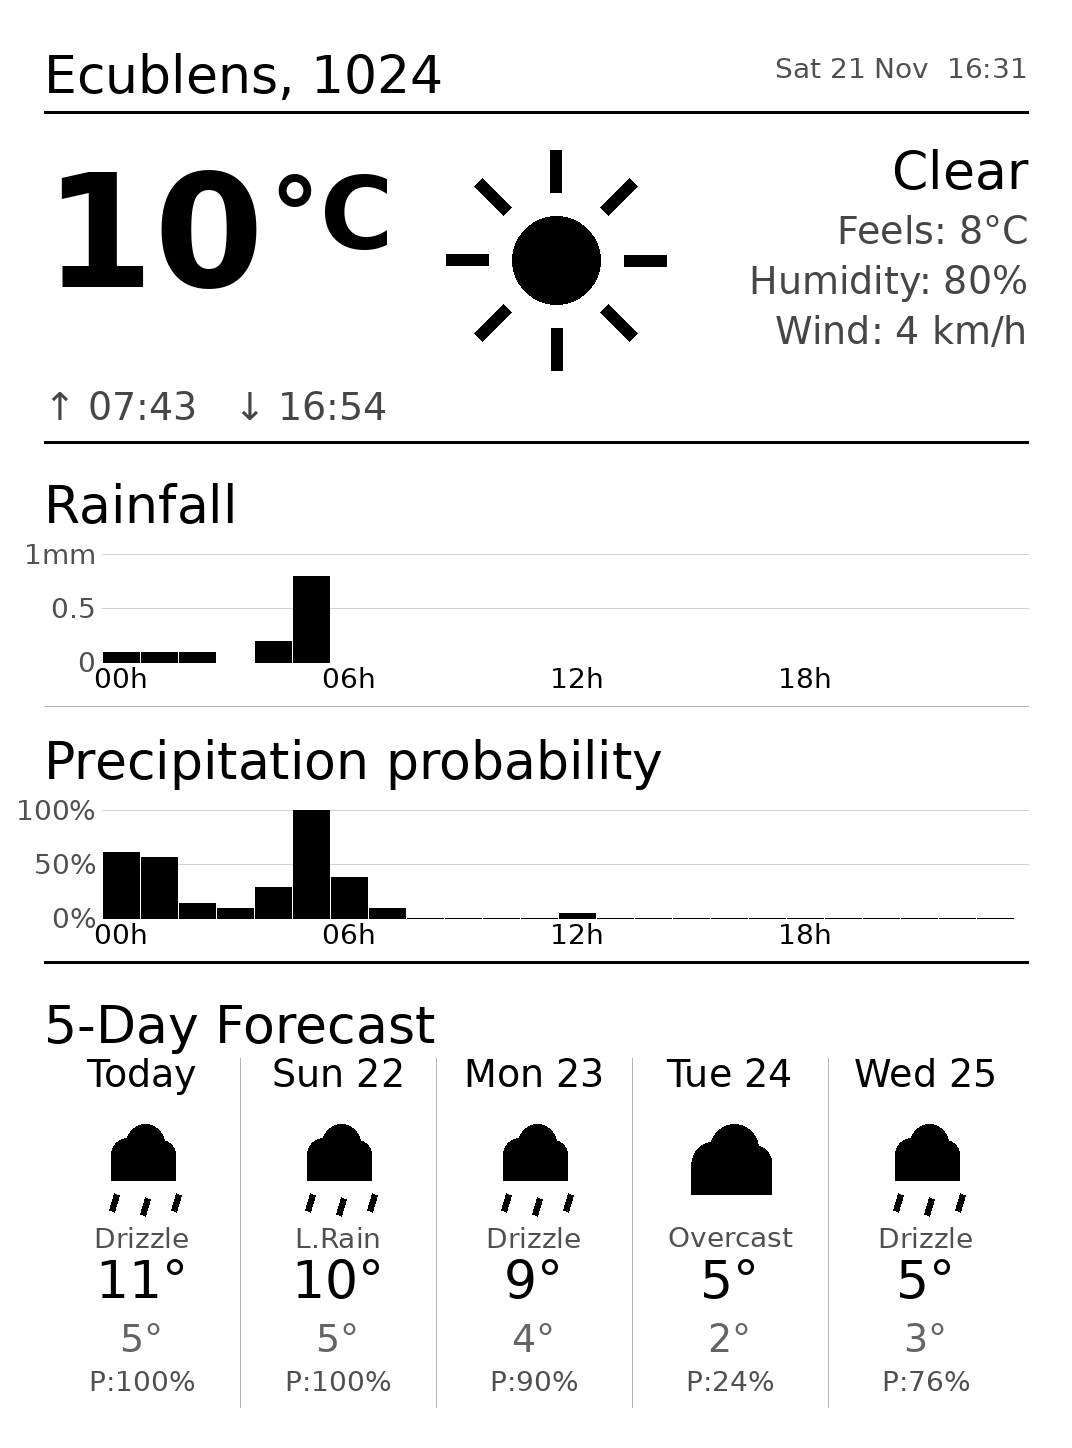 Ecublens, 1024
Sat 21 Nov  16:31
10°C
Clear
Feels: 8°C
Humidity: 80%
Wind: 4 km/h
↑ 07:43   ↓ 16:54
Rainfall
1mm
0.5
0
00h 06h 12h 18h
Precipitation probability
100%
50%
0%
00h 06h 12h 18h
5-Day Forecast
Today Sun 22 Mon 23 Tue 24 Wed 25
Drizzle L.Rain Drizzle Overcast Drizzle
11° 10° 9° 5° 5°
5° 5° 4° 2° 3°
P:100% P:100% P:90% P:24% P:76%